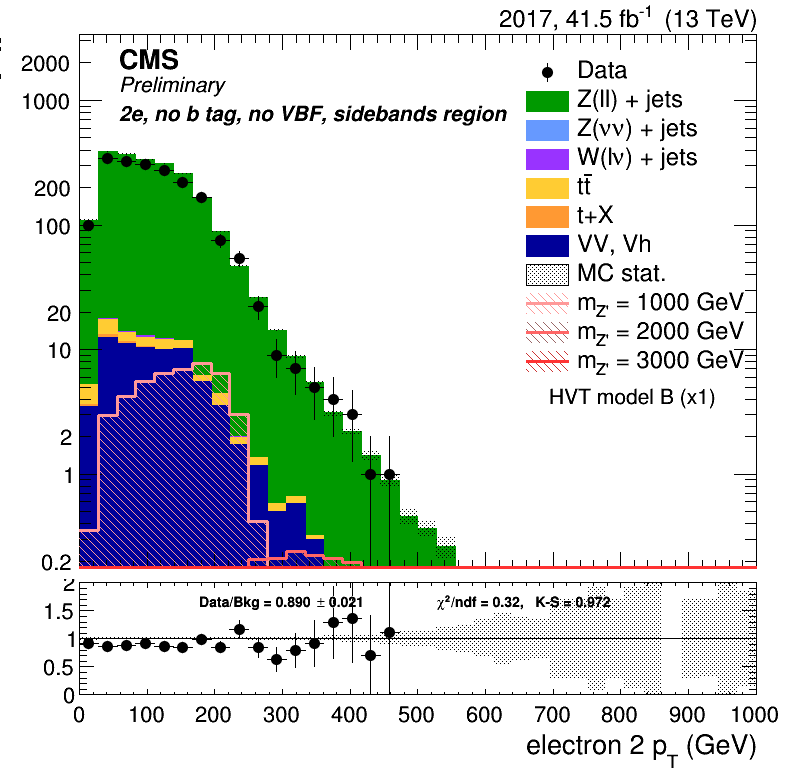 2017, 41.5 fb⁻¹ (13 TeV)
CMS
Preliminary
2e, no b tag, no VBF, sidebands region
Data
Z(ll) + jets
Z(νν) + jets
W(lν) + jets
tt̄
t+X
VV, Vh
MC stat.
m_Z' = 1000 GeV
m_Z' = 2000 GeV
m_Z' = 3000 GeV
HVT model B (x1)
2000
1000
200
100
20
10
2
1
0.2
Data/Bkg = 0.890 ± 0.021
χ²/ndf = 0.32, K-S = 0.972
2
1.5
1
0.5
0
0 100 200 300 400 500 600 700 800 900 1000
electron 2 p_T (GeV)